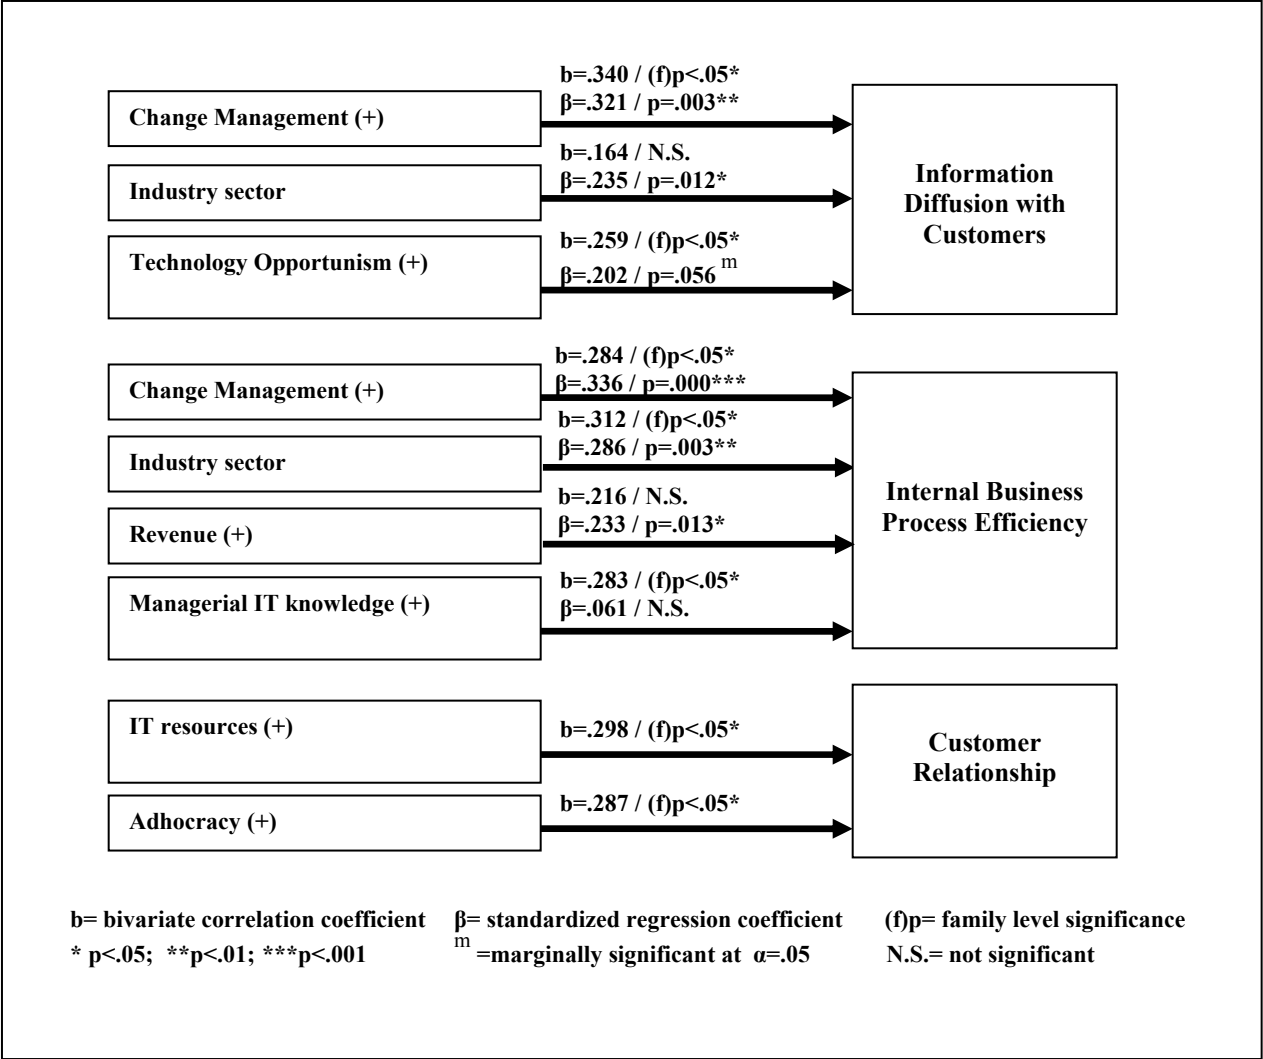 b=.340 / (f)p<.05*
β=.321 / p=.003**
Change Management (+)
b=.164 / N.S.
β=.235 / p=.012*
Industry sector
b=.259 / (f)p<.05*
β=.202 / p=.056 m
Technology Opportunism (+)
Information
Diffusion with
Customers
b=.284 / (f)p<.05*
β=.336 / p=.000***
Change Management (+)
b=.312 / (f)p<.05*
β=.286 / p=.003**
Industry sector
b=.216 / N.S.
β=.233 / p=.013*
Revenue (+)
b=.283 / (f)p<.05*
β=.061 / N.S.
Managerial IT knowledge (+)
Internal Business
Process Efficiency
IT resources (+)
b=.298 / (f)p<.05*
Adhocracy (+)
b=.287 / (f)p<.05*
Customer
Relationship
b= bivariate correlation coefficient β= standardized regression coefficient (f)p= family level significance
* p<.05; **p<.01; ***p<.001 m =marginally significant at α=.05 N.S.= not significant